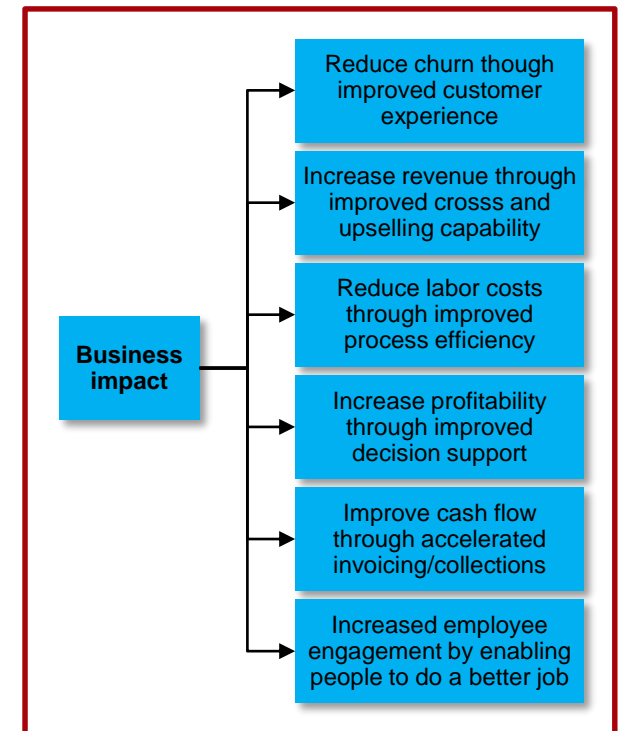 Reduce churn though
improved customer
experience
Increase revenue through
improved crosss and
upselling capability
Reduce labor costs
through improved
process efficiency
Business
impact
Increase profitability
through improved
decision support
Improve cash flow
through accelerated
invoicing/collections
Increased employee
engagement by enabling
people to do a better job